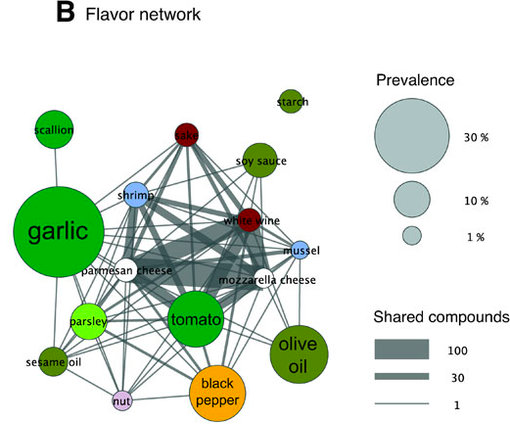 B Flavor network
Prevalence
30 %
10 %
1 %
Shared compounds
100
30
1
starch
scallion
sake
soy sauce
shrimp
white wine
garlic
mussel
parmesan cheese
mozzarella cheese
parsley
tomato
olive
oil
sesame oil
black
pepper
nut